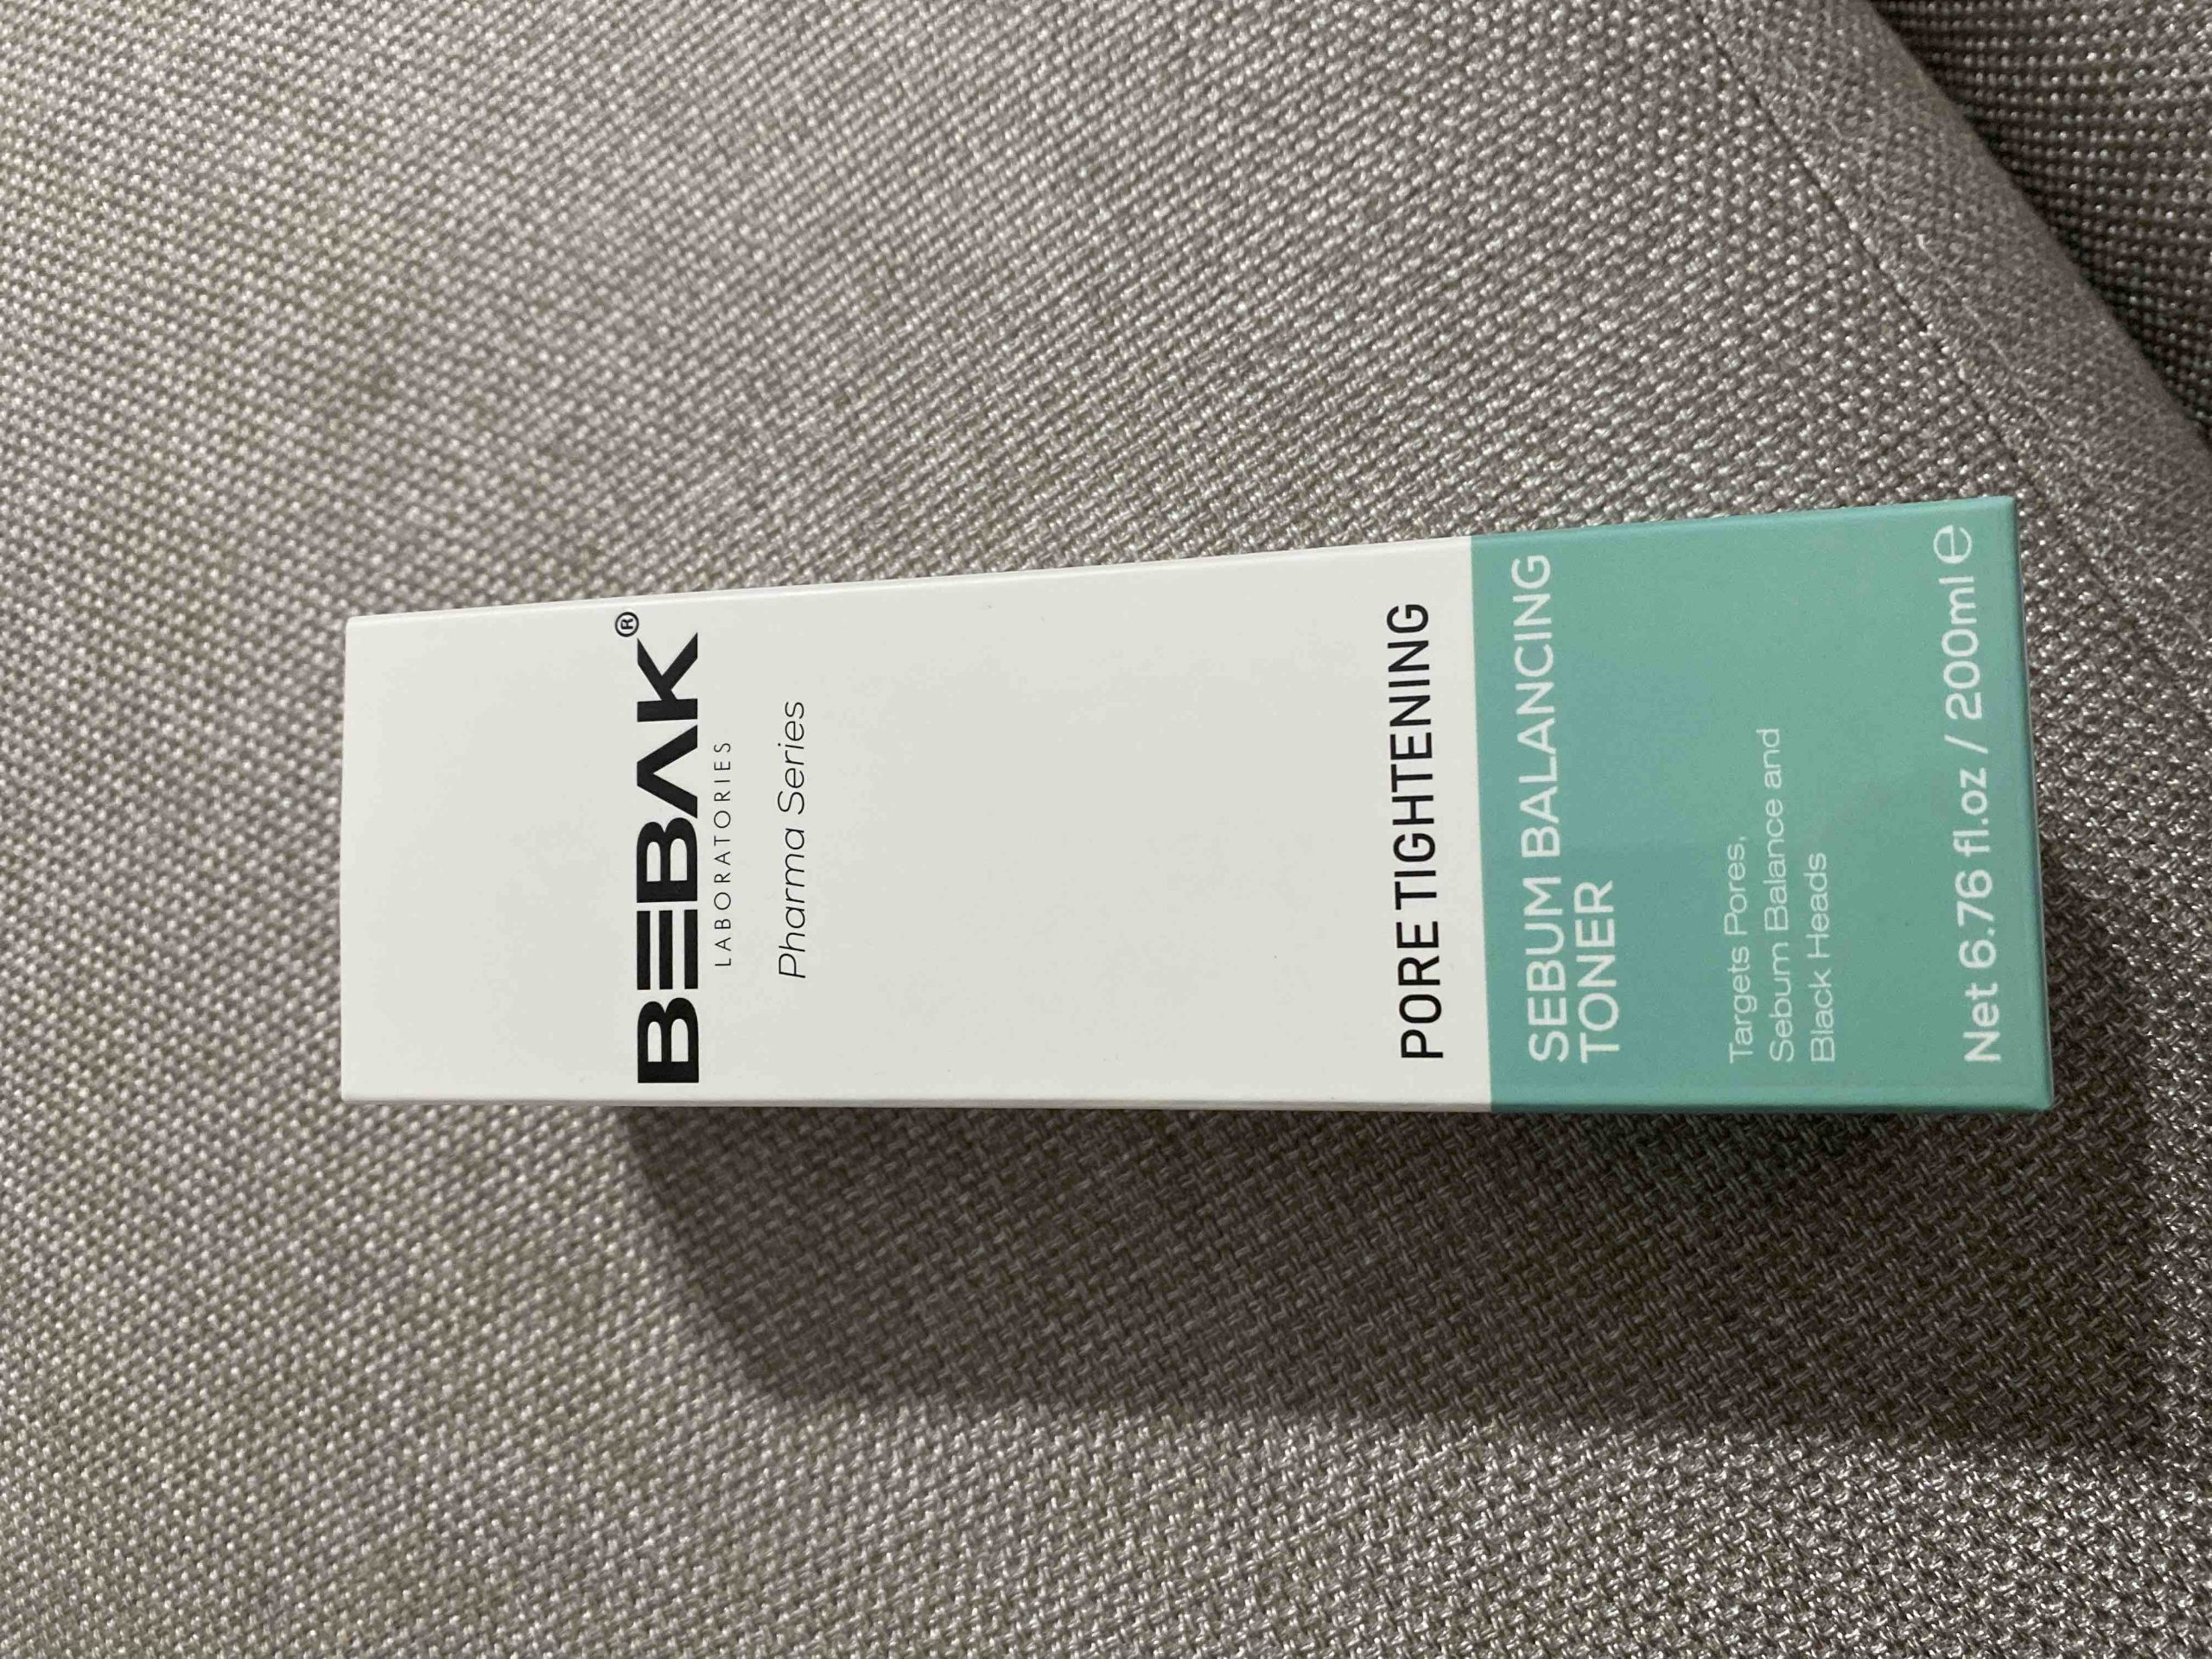 BEBAK®
LABORATORIES
Pharma Series
PORE TIGHTENING
SEBUM BALANCING
TONER
Targets Pores,
Sebum Balance and
Black Heads
Net 6.76 fl.oz / 200ml e